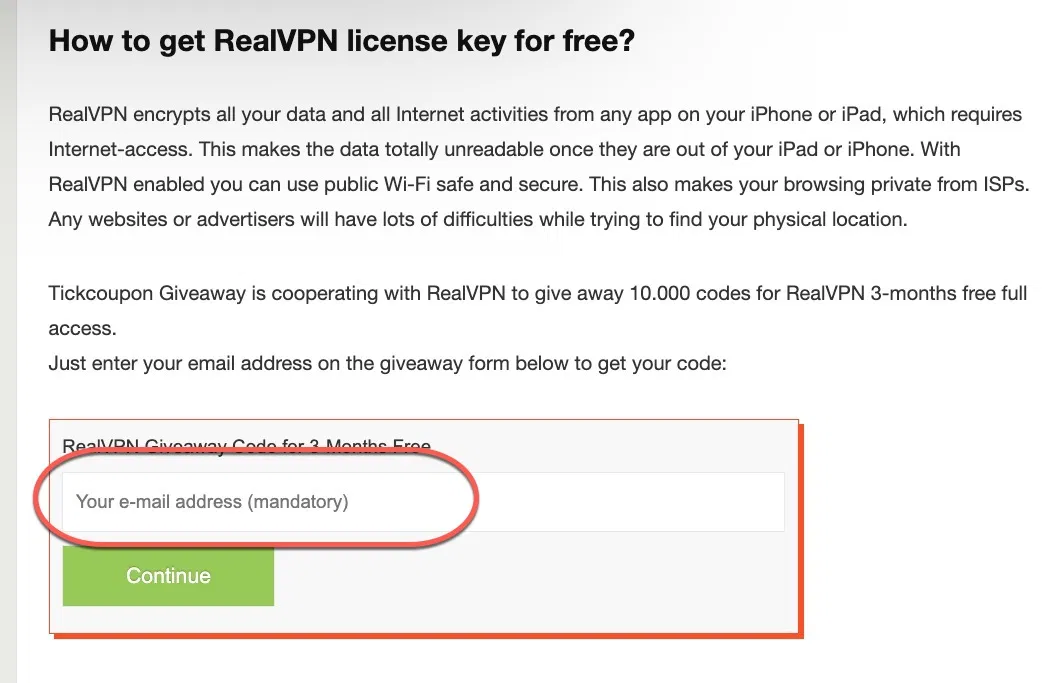 How to get RealVPN license key for free?
RealVPN encrypts all your data and all Internet activities from any app on your iPhone or iPad, which requires
Internet-access. This makes the data totally unreadable once they are out of your iPad or iPhone. With
RealVPN enabled you can use public Wi-Fi safe and secure. This also makes your browsing private from ISPs.
Any websites or advertisers will have lots of difficulties while trying to find your physical location.
Tickcoupon Giveaway is cooperating with RealVPN to give away 10.000 codes for RealVPN 3-months free full
access.
Just enter your email address on the giveaway form below to get your code:
RealVPN Giveaway Code for 3 Months Free
Your e-mail address (mandatory)
Continue